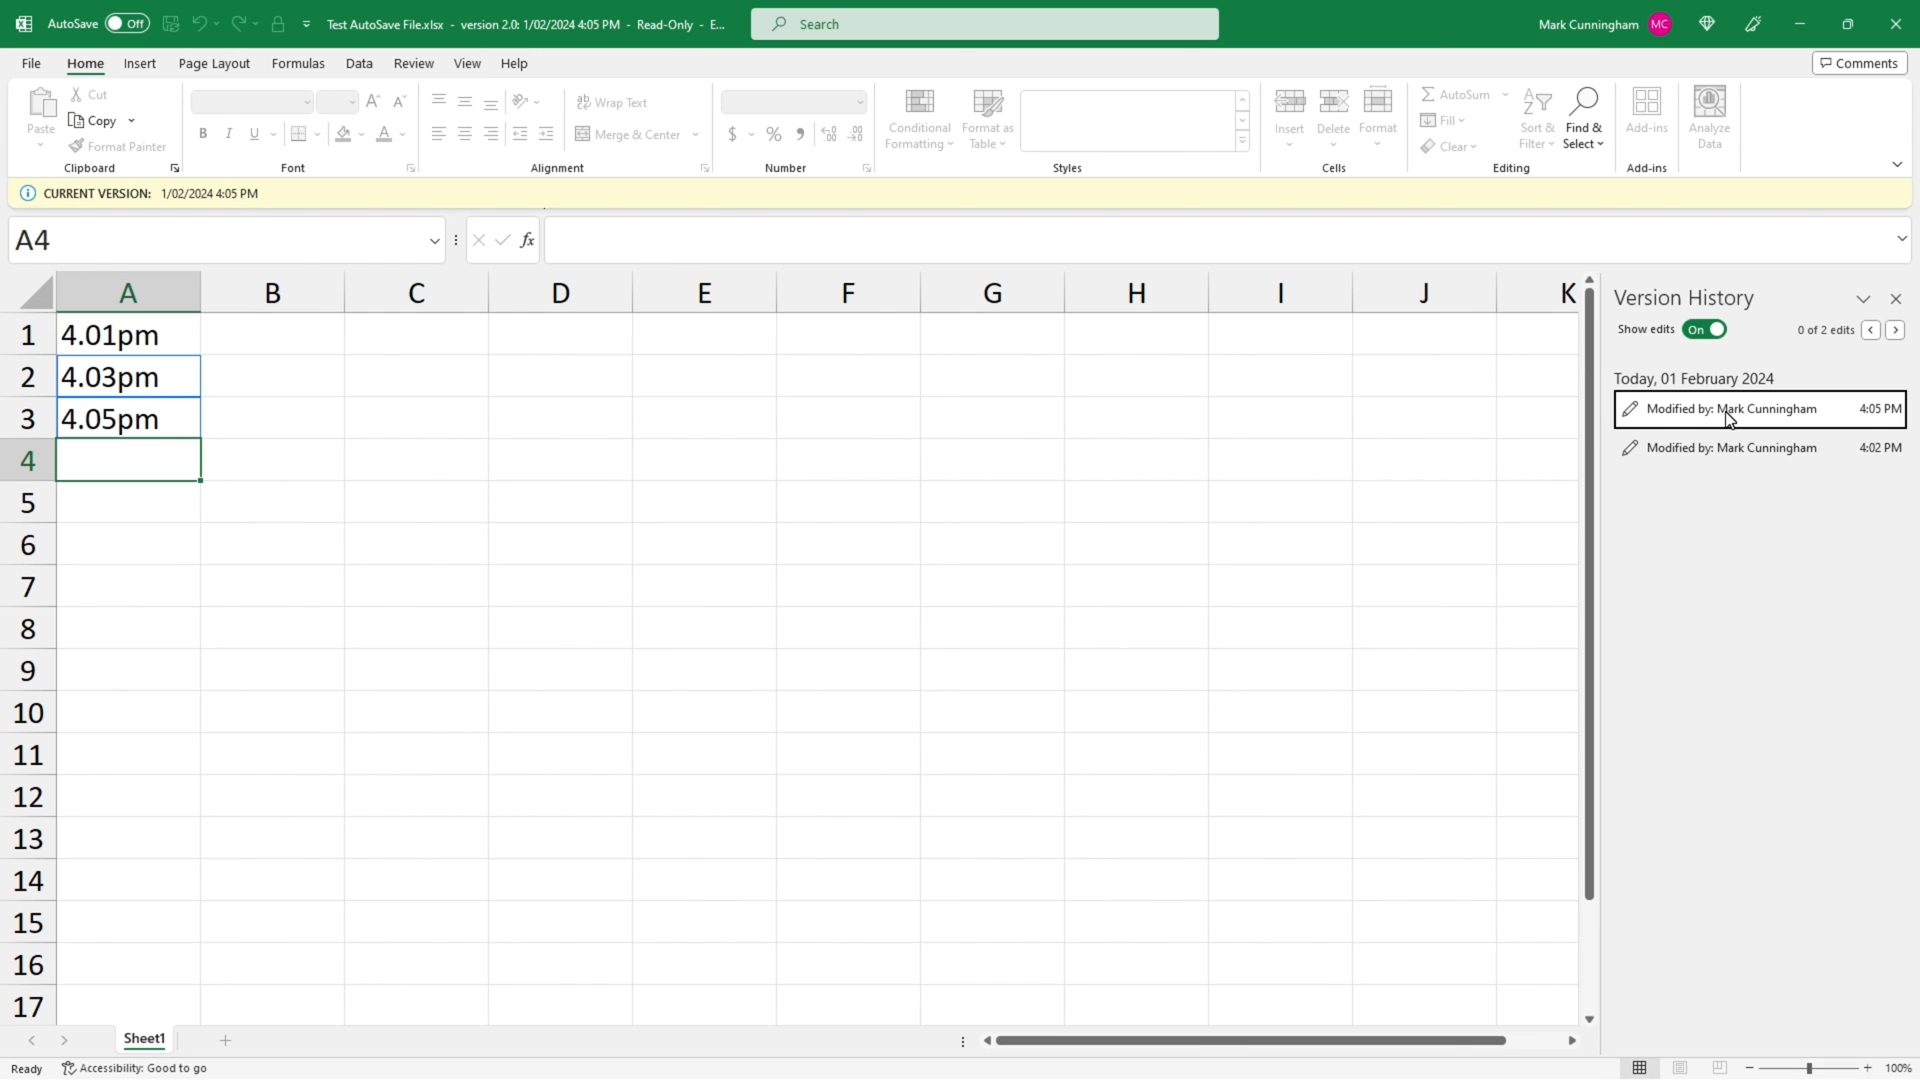 AutoSave Off Test AutoSave File.xlsx - version 2.0: 1/02/2024 4:05 PM - Read-Only - E... Search Mark Cunningham MC
File Home Insert Page Layout Formulas Data Review View Help Comments
Paste Cut Copy Format Painter
Clipboard
B I U A A A
Font
ab Wrap Text
Merge & Center
Alignment
$ % 9
Number
Conditional Formatting
Format as Table
Styles
Insert Delete Format
Cells
AutoSum
Fill
Clear
Sort & Filter
Find & Select
Editing
Add-ins
Add-ins
Analyze Data
CURRENT VERSION: 1/02/2024 4:05 PM
A4 fx
A B C D E F G H I J K
1 4.01pm
2 4.03pm
3 4.05pm
4
5
6
7
8
9
10
11
12
13
14
15
16
17
Version History
Show edits On 0 of 2 edits
Today, 01 February 2024
Modified by: Mark Cunningham 4:05 PM
Modified by: Mark Cunningham 4:02 PM
Sheet1
Ready Accessibility: Good to go 100%